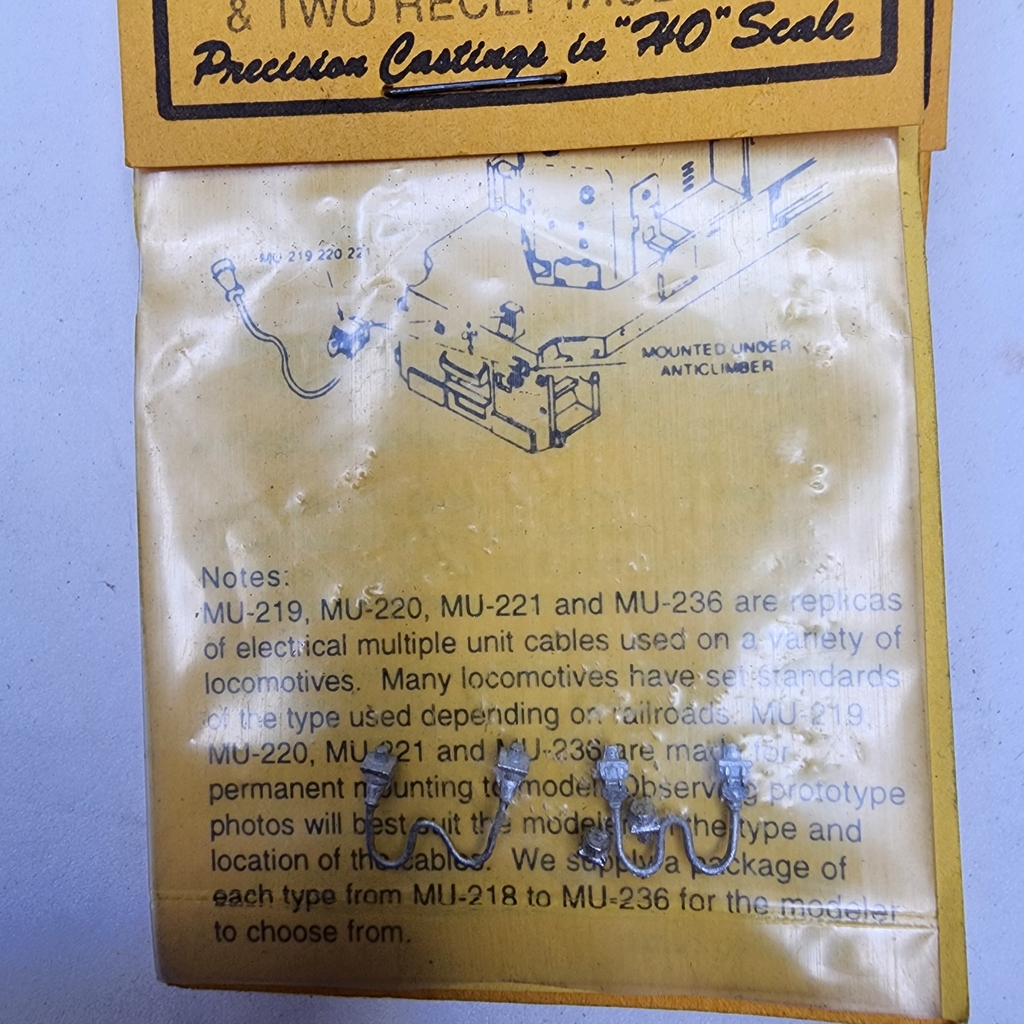 & TWO RECEPTACLES
Precision Castings in "HO" Scale
MU 219 220 221
MOUNTED UNDER
ANTICLIMBER
Notes:
MU-219, MU-220, MU-221 and MU-236 are replicas
of electrical multiple unit cables used on a variety of
locomotives. Many locomotives have set standards
of the type used depending on railroads. MU-219,
MU-220, MU-221 and MU-236 are made for
permanent mounting to model. Observing prototype
photos will best suit the modeler the type and
location of the cables. We supply a package of
each type from MU-218 to MU-236 for the modeler
to choose from.